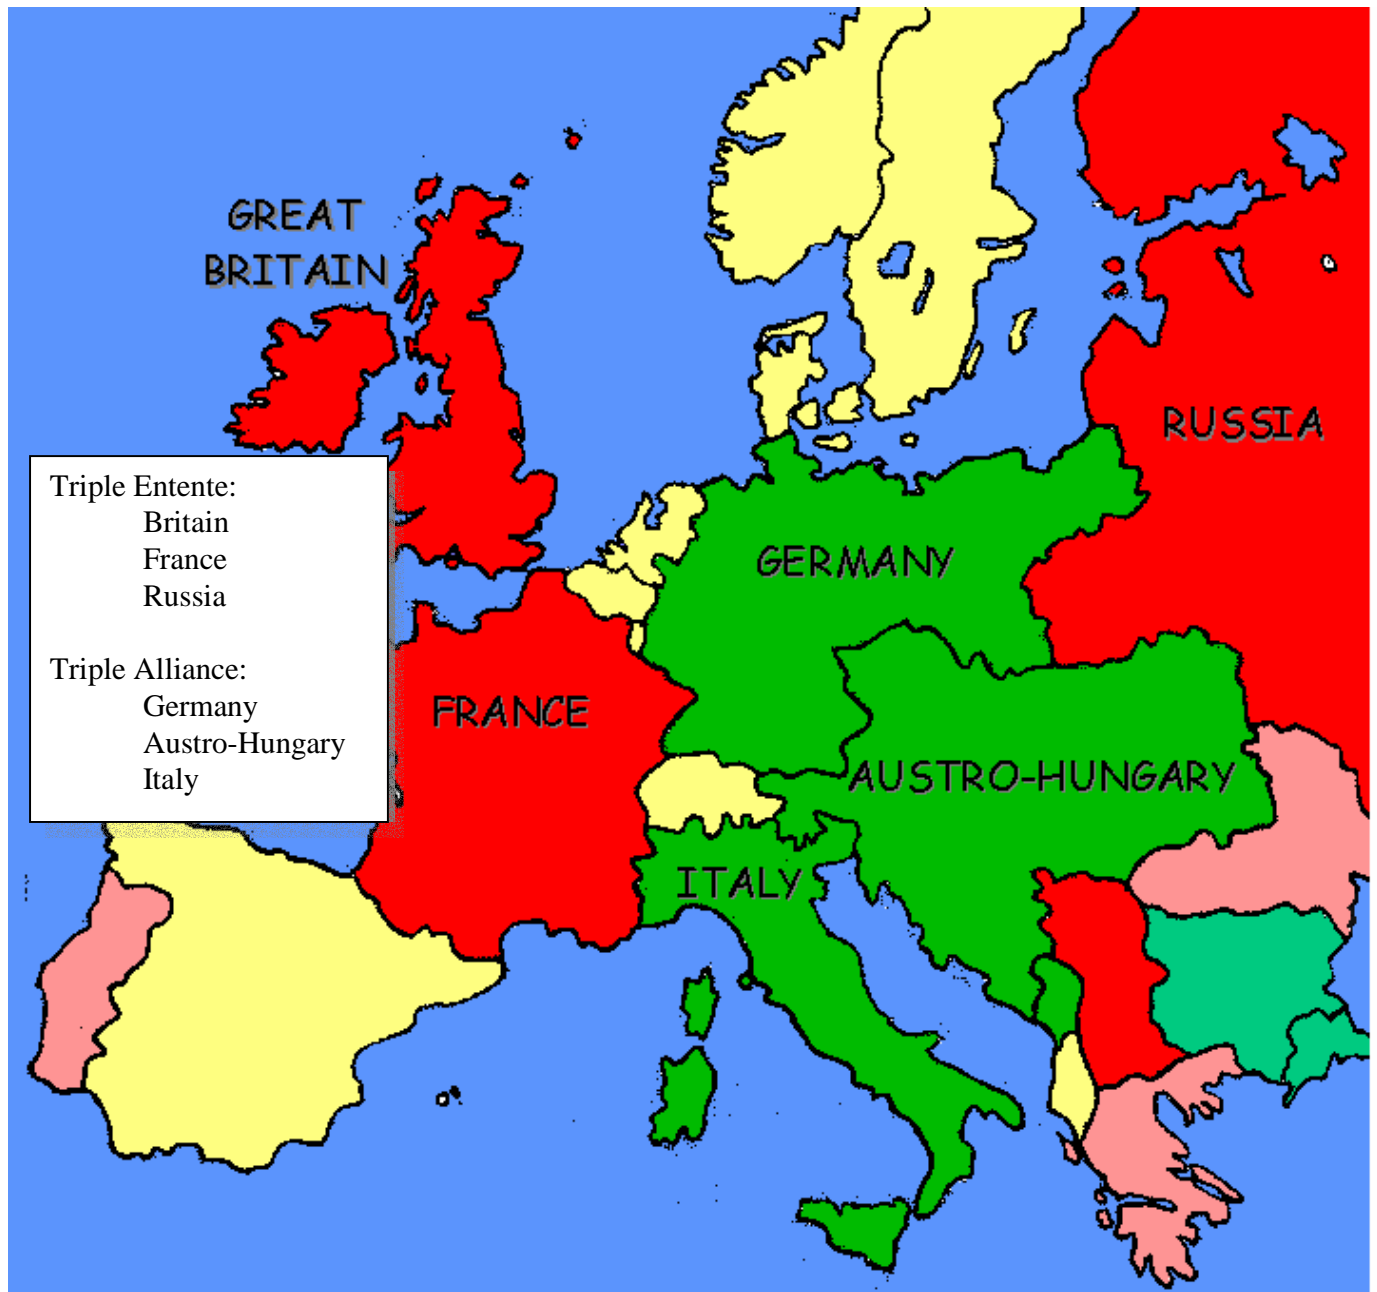 GREAT
BRITAIN
RUSSIA
Triple Entente:
Britain
France
Russia
Triple Alliance:
Germany
Austro-Hungary
Italy
GERMANY
FRANCE
AUSTRO-HUNGARY
ITALY